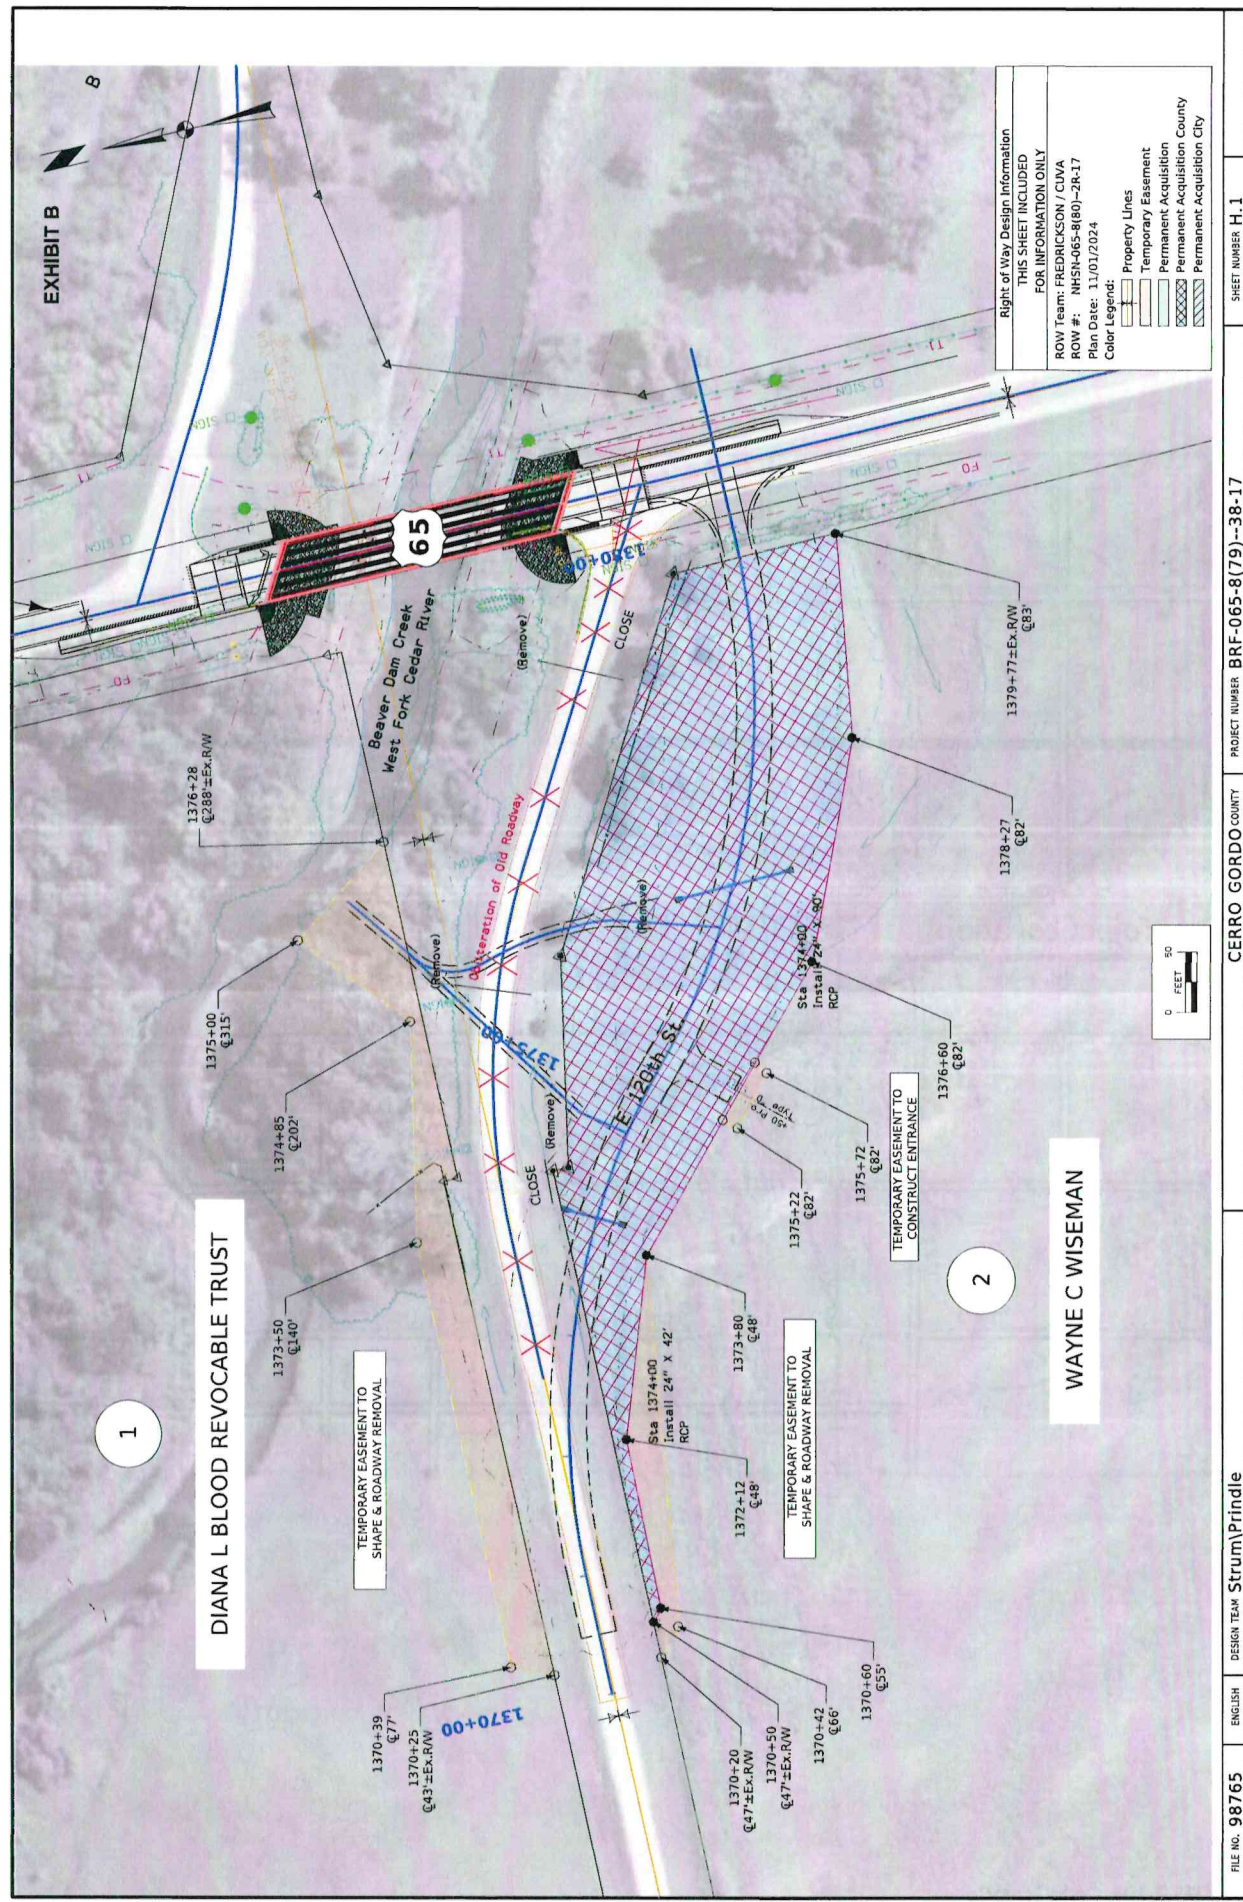 EXHIBIT B
B
Right of Way Design Information
THIS SHEET INCLUDED
FOR INFORMATION ONLY
ROW Team: FREDRICKSON / CUVA
ROW #: NHSN-065-8(80)--2R-17
Plan Date: 11/01/2024
Color Legend:
Property Lines
Temporary Easement
Permanent Acquisition
Permanent Acquisition County
Permanent Acquisition City
65
Beaver Dam Creek
West Fork Cedar River
SIGN
SIGN
SIGN
SIGN
SIGN
FO
FO
T1
T1
T1
1376+28
℄288'±Ex.R/W
1375+00
℄315'
1374+85
℄202'
1373+50
℄140'
1370+39
℄77'
1370+25
℄43'±Ex.R/W
1370+00
1375+00
1380+00
1
DIANA L BLOOD REVOCABLE TRUST
TEMPORARY EASEMENT TO
SHAPE & ROADWAY REMOVAL
Obliteration of Old Roadway
(Remove)
(Remove)
(Remove)
(Remove)
CLOSE
CLOSE
E 120th St.
Sta 1374+00
Install 24" X 42'
RCP
Sta 1374+00
Install 24" X 90'
RCP
1370+20
℄47'±Ex.R/W
1370+50
℄47'±Ex.R/W
1370+42
℄66'
1370+60
℄55'
1372+12
℄48'
1373+80
℄48'
1375+22
℄82'
1375+72
℄82'
1376+60
℄82'
1378+27
℄82'
1379+77±Ex.R/W
℄83'
TEMPORARY EASEMENT TO
SHAPE & ROADWAY REMOVAL
TEMPORARY EASEMENT TO
CONSTRUCT ENTRANCE
2
WAYNE C WISEMAN
0 50
FEET
FILE NO. 98765
ENGLISH
DESIGN TEAM Strum\Prindle
CERRO GORDO COUNTY
PROJECT NUMBER BRF-065-8(79)--38-17
SHEET NUMBER H.1